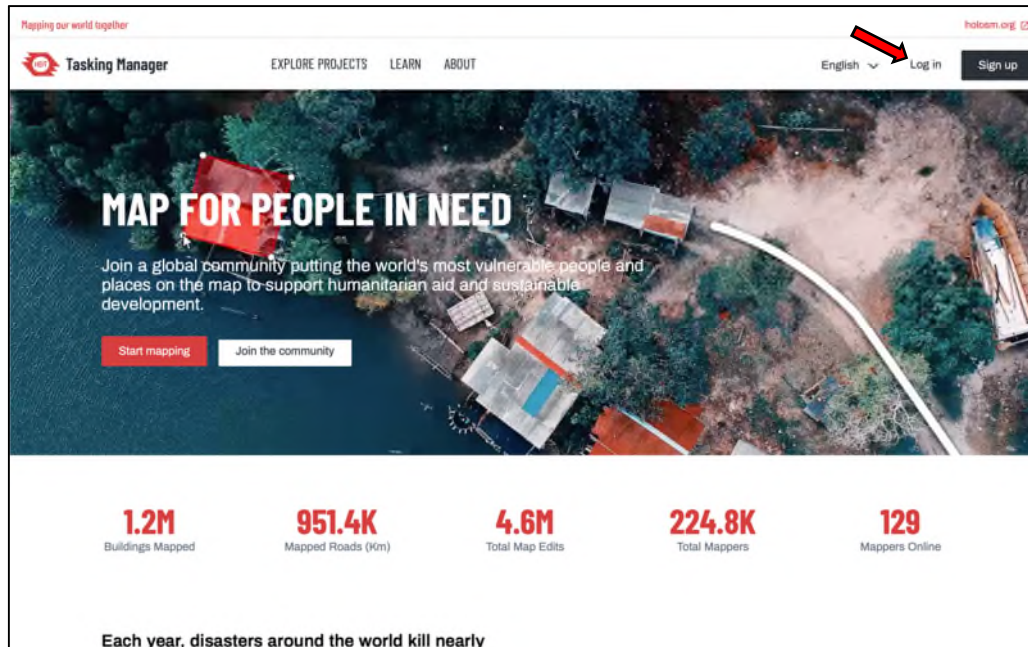 Mapping our world together
hotosm.org
HOT
Tasking Manager
EXPLORE PROJECTS LEARN ABOUT
English Log in Sign up
MAP FOR PEOPLE IN NEED
Join a global community putting the world's most vulnerable people and
places on the map to support humanitarian aid and sustainable
development.
Start mapping Join the community
1.2M 951.4K 4.6M 224.8K 129
Buildings Mapped Mapped Roads (Km) Total Map Edits Total Mappers Mappers Online
Each year, disasters around the world kill nearly